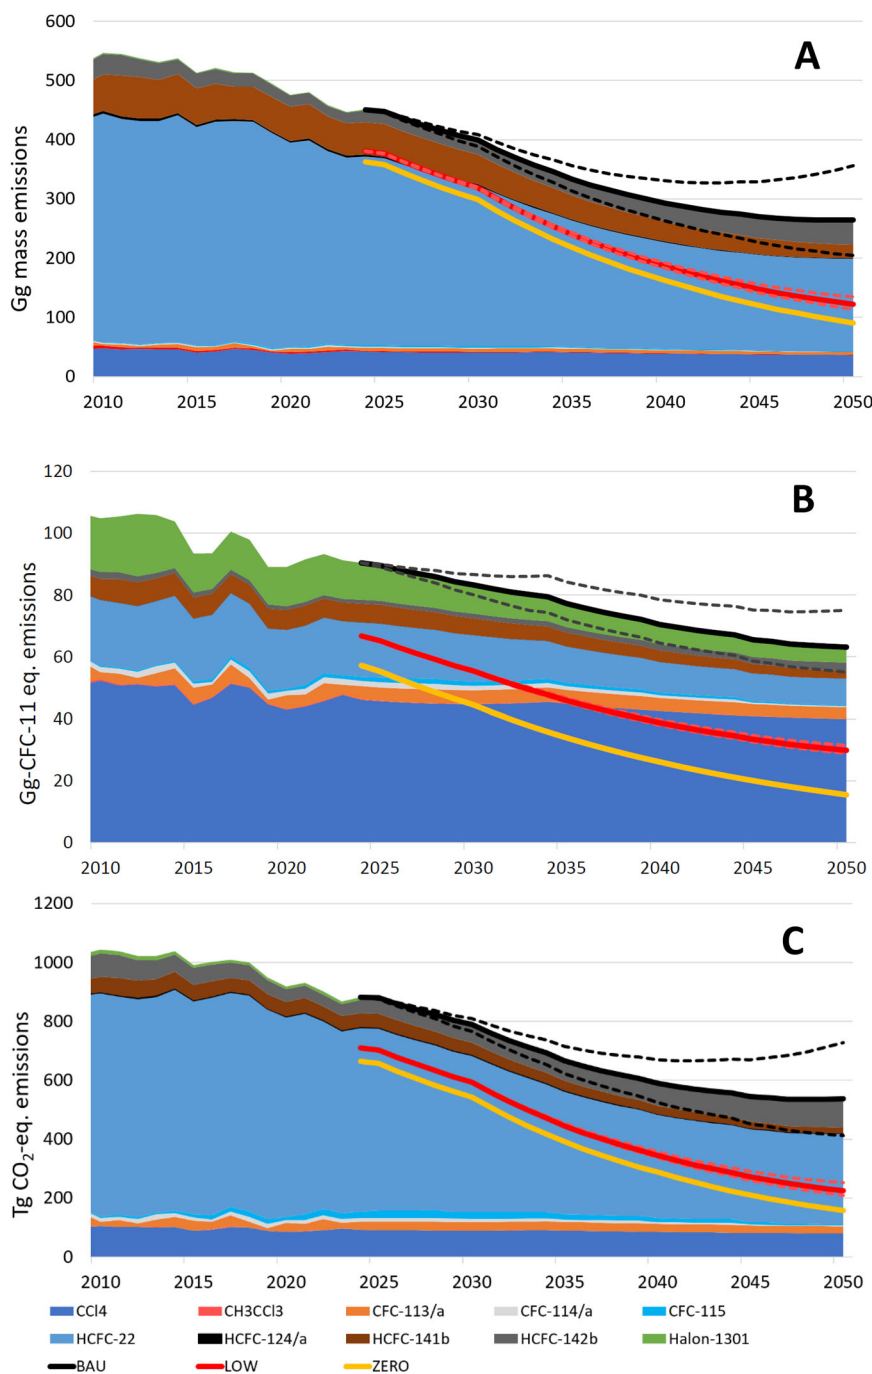 600
A
500
400
300
200
100
0
Gg mass emissions
2010 2015 2020 2025 2030 2035 2040 2045 2050
120
B
100
80
60
40
20
0
Gg-CFC-11 eq. emissions
2010 2015 2020 2025 2030 2035 2040 2045 2050
1200
C
1000
800
600
400
200
0
Tg CO2-eq. emissions
2010 2015 2020 2025 2030 2035 2040 2045 2050
CCl4 CH3CCl3 CFC-113/a CFC-114/a CFC-115
HCFC-22 HCFC-124/a HCFC-141b HCFC-142b Halon-1301
BAU LOW ZERO